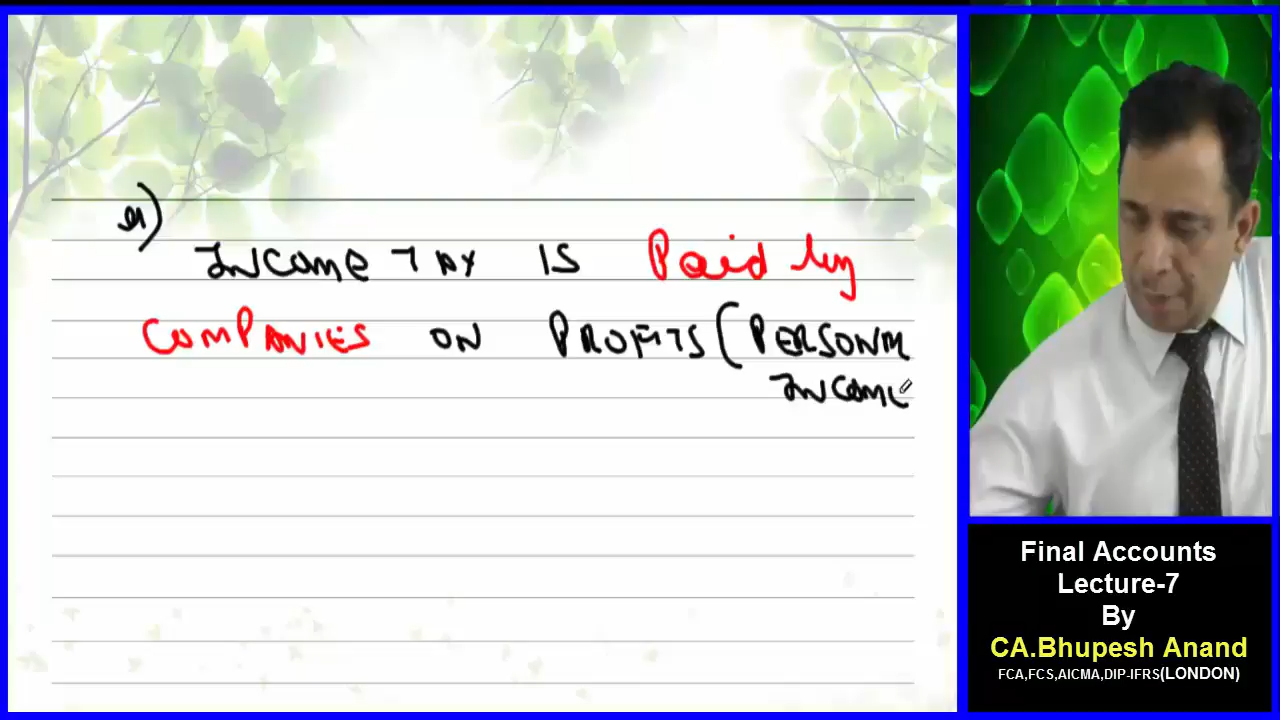 Income TAX IS Paid by
COMPANIES ON PROFITS (PERSONAL
Income
Final Accounts
Lecture-7
By
CA.Bhupesh Anand
FCA,FCS,AICMA,DIP-IFRS(LONDON)